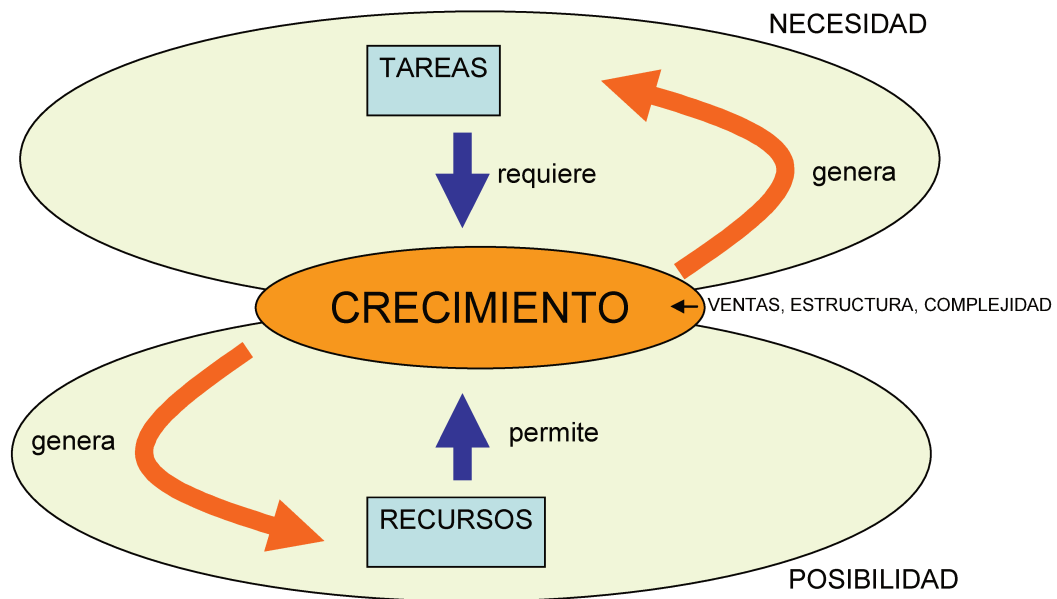 NECESIDAD
TAREAS
requiere
genera
CRECIMIENTO
VENTAS, ESTRUCTURA, COMPLEJIDAD
genera
permite
RECURSOS
POSIBILIDAD